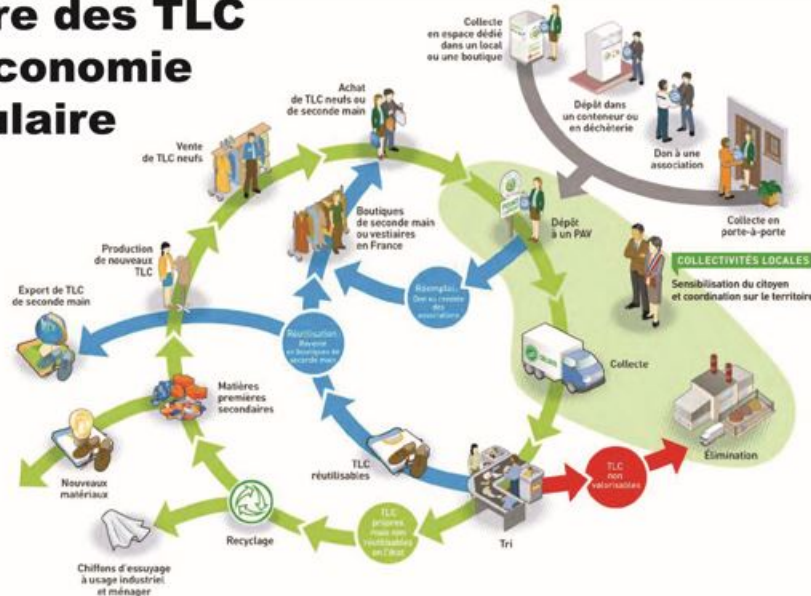 re des TLC
conomie
ulaire
Collecte
en espace dédié
dans un local
ou une boutique
Dépôt dans
un conteneur ou
en déchèterie
Don à une
association
Collecte en
porte-à-porte
Achat
de TLC neufs ou
de seconde main
Vente
de TLC neufs
Boutiques
de seconde main
ou vestiaires
en France
Dépôt
à un PAV
COLLECTIVITÉS LOCALES
Sensibilisation du citoyen
et coordination sur le territoire
Production
de nouveaux
TLC
Export de TLC
de seconde main
Réemploi
des
associations
Réutilisation
en boutiques de
seconde main
Collecte
Matières
premières
secondaires
Élimination
TLC
réutilisables
TLC
non
valorisables
Nouveaux
matériaux
TLC
propres
mais non
réutilisables
en l'état
Recyclage
Tri
Chiffons d'essuyage
à usage industriel
et ménager